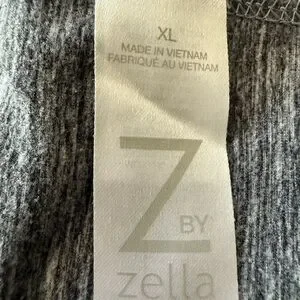 XL
MADE IN VIETNAM
FABRIQUÉ AU VIETNAM
Z BY
zella